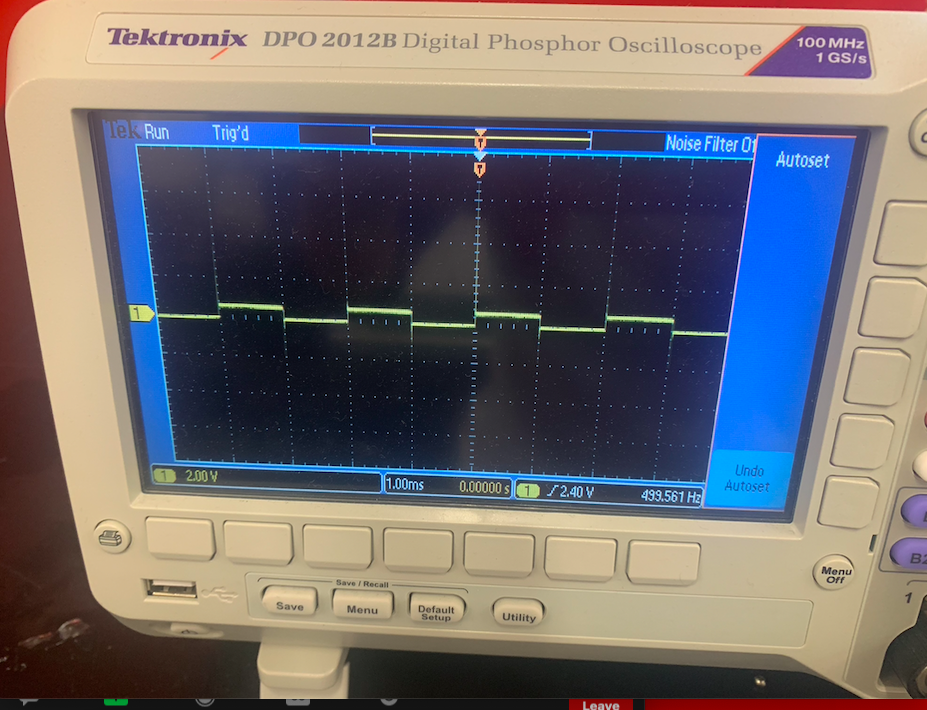 Tektronix DPO 2012B Digital Phosphor Oscilloscope
100 MHz
1 GS/s
Tek Run Trig'd
Noise Filter
Autoset
T
T
1
Undo
Autoset
1 2.00 V
1.00ms 0.00000 s
1 2.40 V
499.561 Hz
Menu
Off
Save / Recall
Save
Menu
Default
Setup
Utility
B2
1
Leave